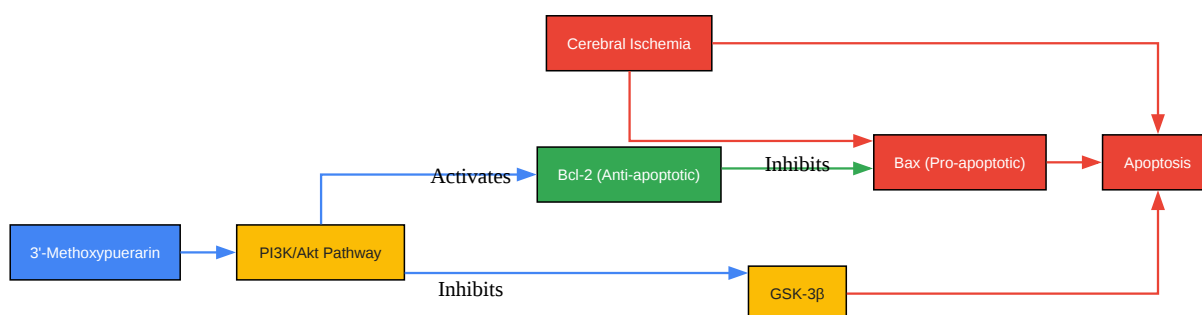 Cerebral Ischemia
Activates
Bcl-2 (Anti-apoptotic)
Inhibits
Bax (Pro-apoptotic)
Apoptosis
3'-Methoxypuerarin
PI3K/Akt Pathway
Inhibits
GSK-3β